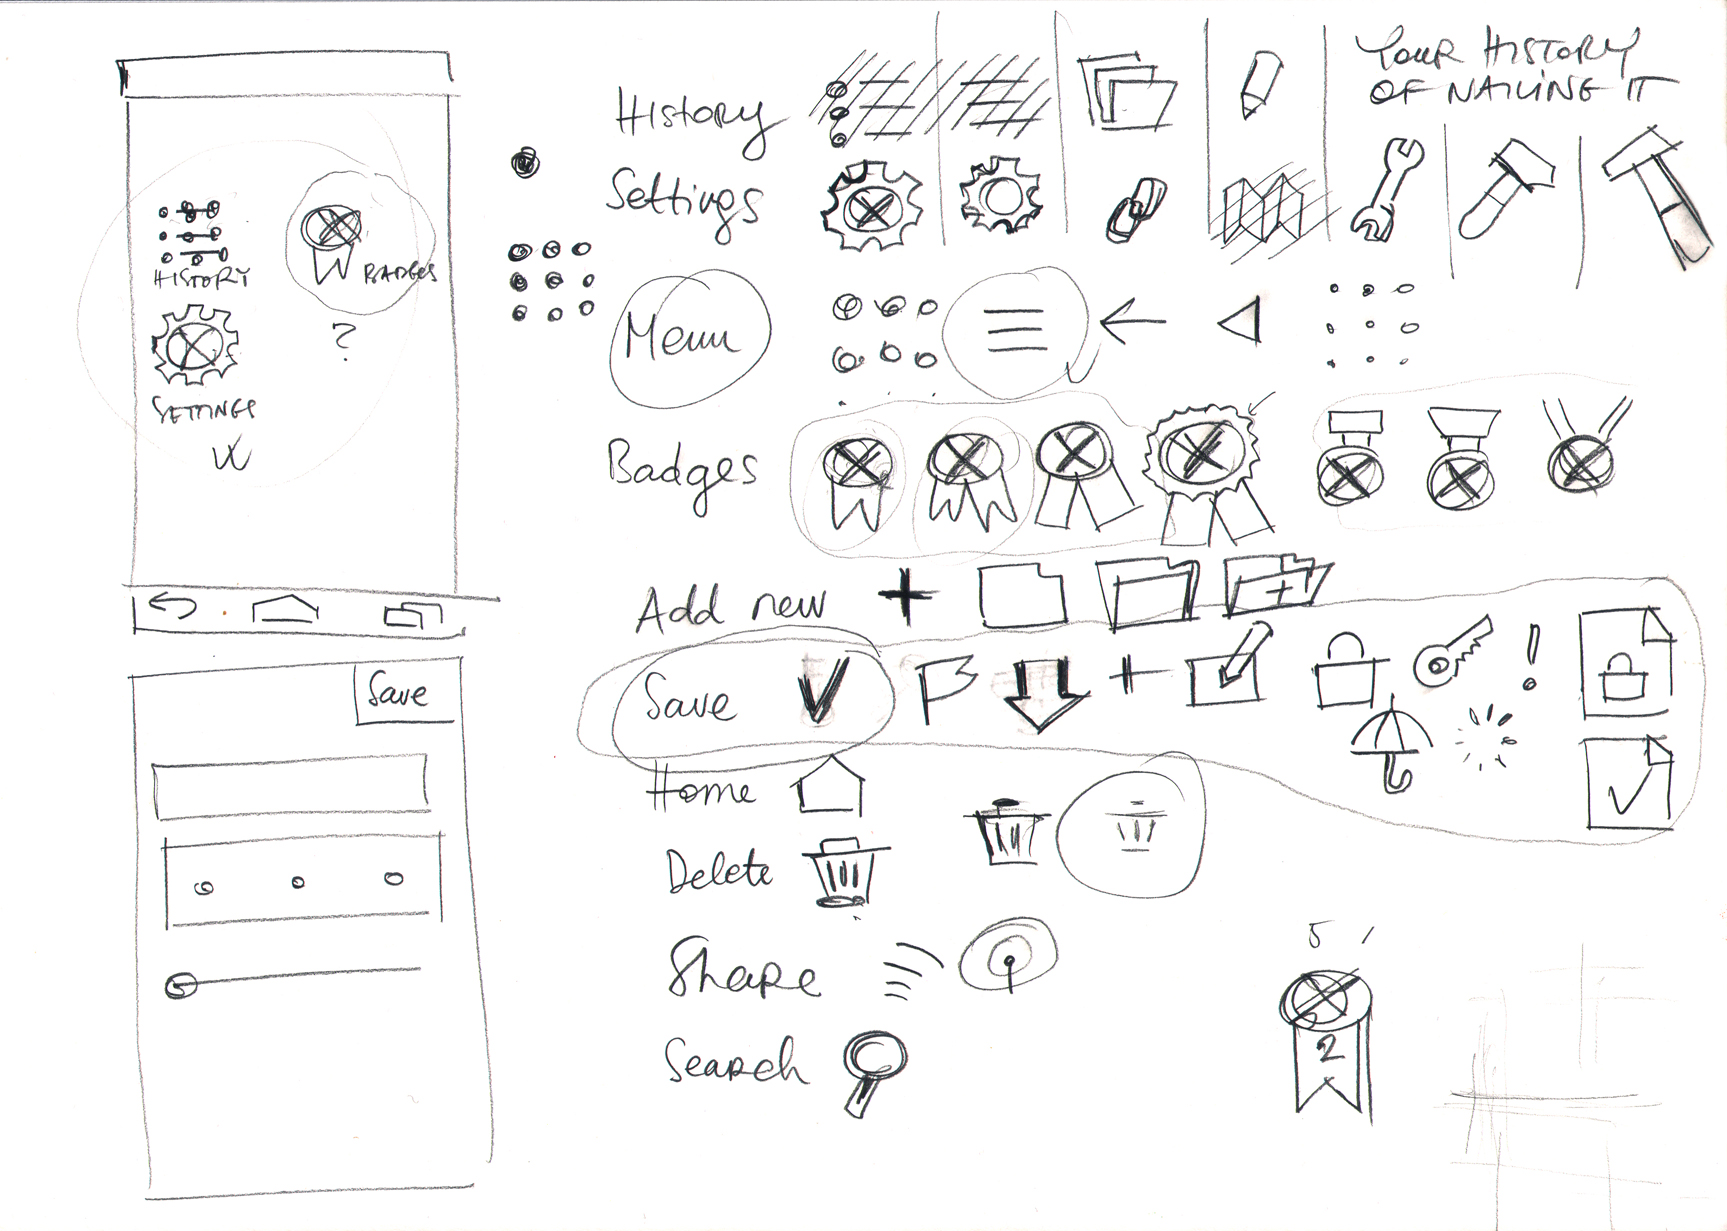 HISTORY
BADGES
?
SETTINGS
Save
YOUR HISTORY
OF NAILING IT
History
Settings
Menu
Badges
Add new
Save
!
Home
Delete
Share
Search
5
2